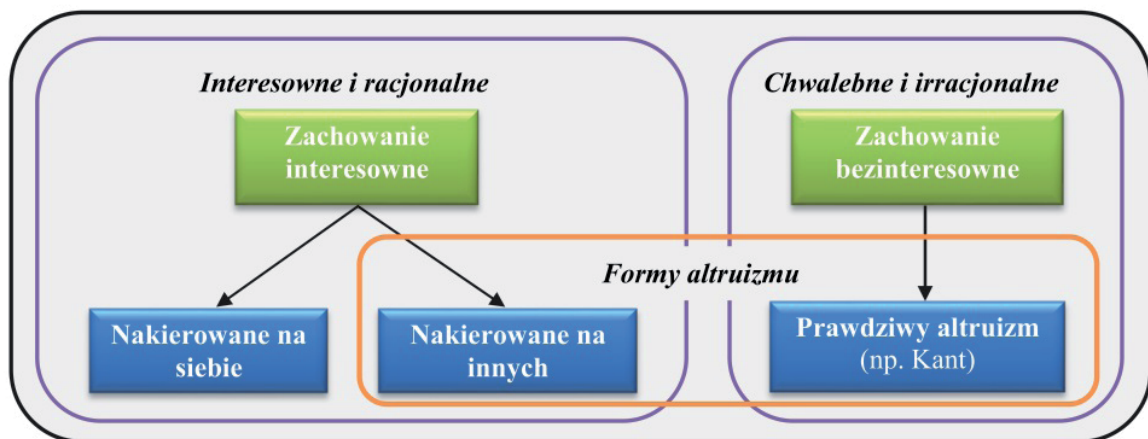 Interesowne i racjonalne
Chwalebne i irracjonalne
Zachowanie
interesowne
Zachowanie
bezinteresowne
Formy altruizmu
Nakierowane na
siebie
Nakierowane na
innych
Prawdziwy altruizm
(np. Kant)